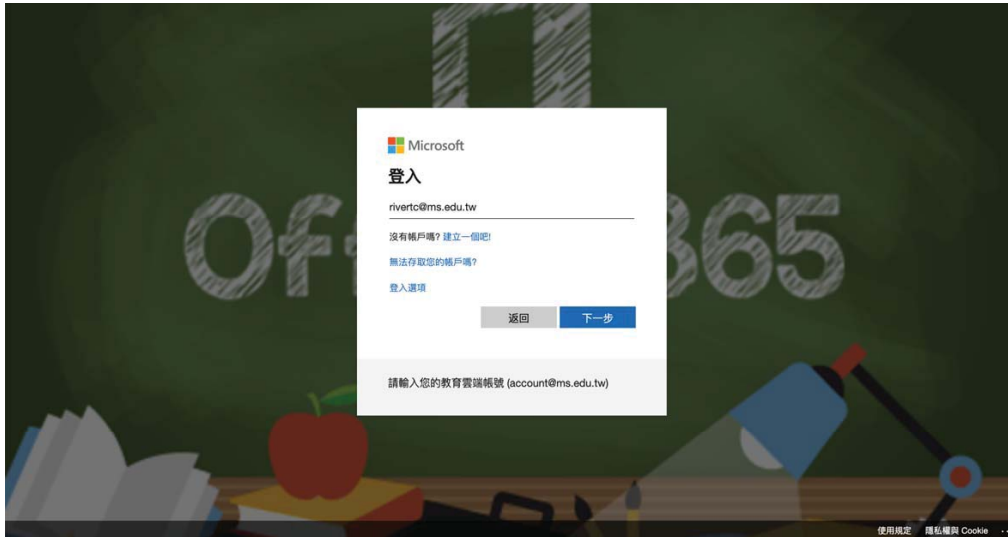 Microsoft
登入
rivertc@ms.edu.tw
沒有帳戶嗎? 建立一個吧!
無法存取您的帳戶嗎?
登入選項
返回 下一步
請輸入您的教育雲端帳號 (account@ms.edu.tw)
Off 365
使用規定 隱私權與 Cookie ...